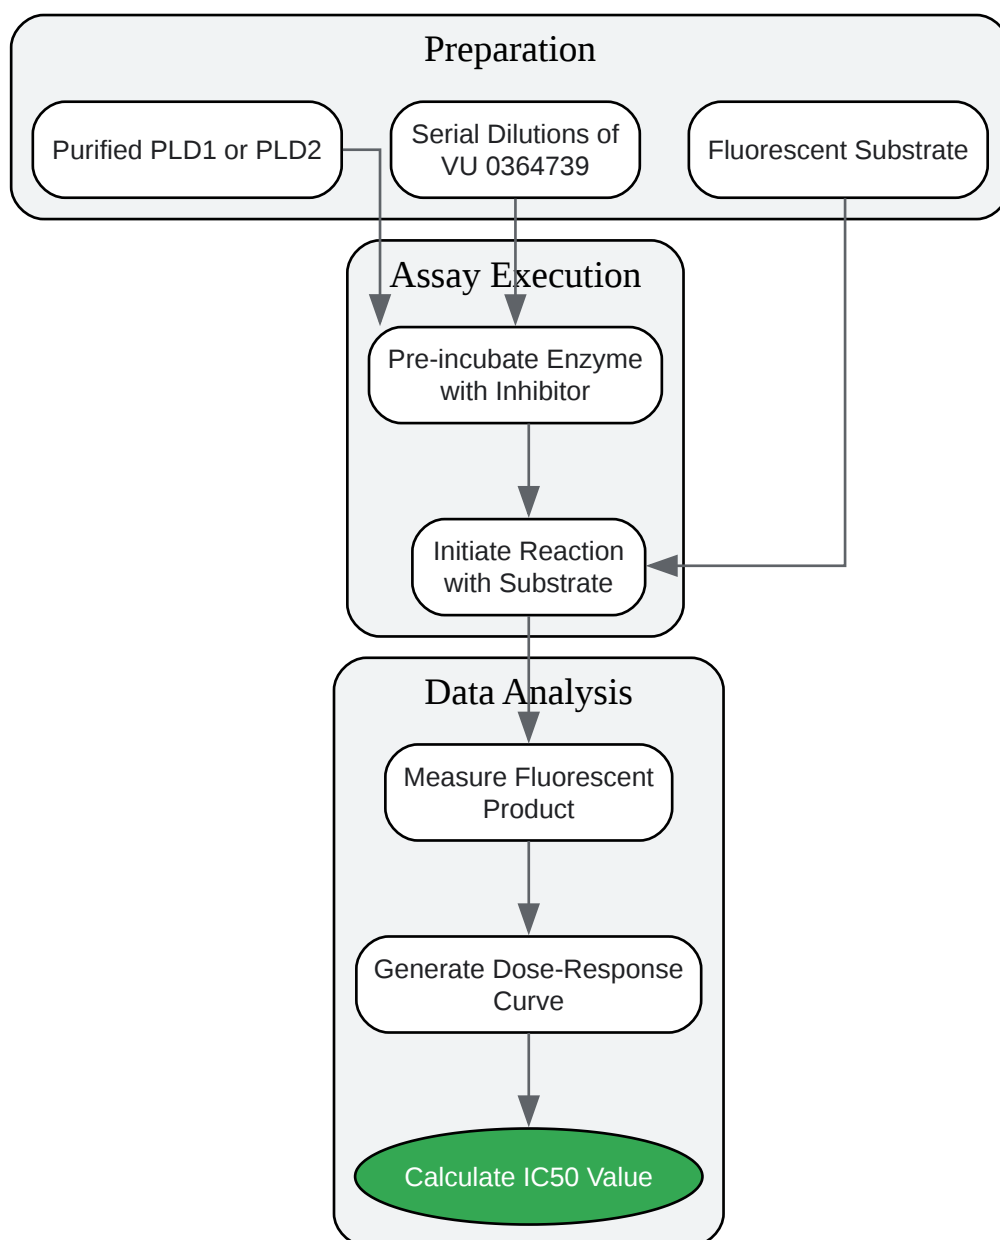 Preparation
Purified PLD1 or PLD2
Serial Dilutions of
VU 0364739
Fluorescent Substrate
Assay Execution
Pre-incubate Enzyme
with Inhibitor
Initiate Reaction
with Substrate
Data Analysis
Measure Fluorescent
Product
Generate Dose-Response
Curve
Calculate IC50 Value